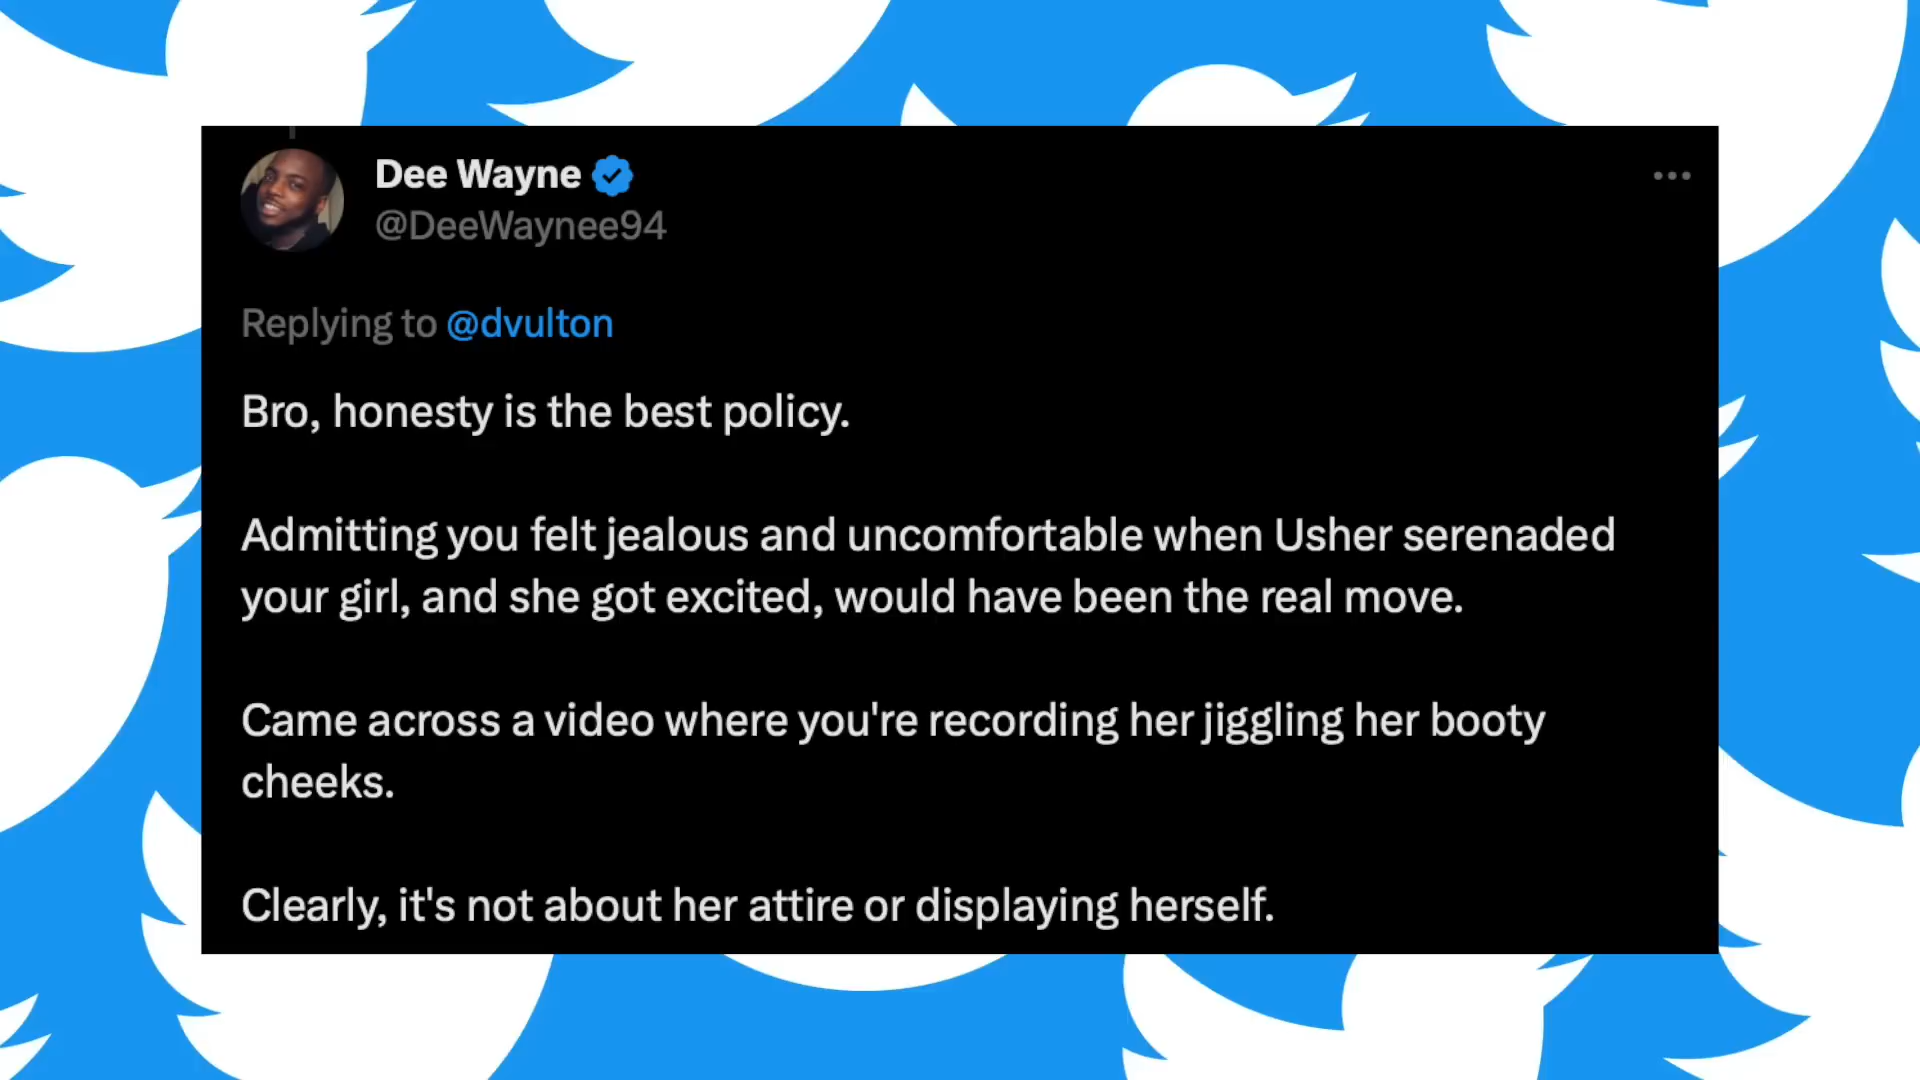 Dee Wayne
@DeeWaynee94
Replying to @dvulton
Bro, honesty is the best policy.
Admitting you felt jealous and uncomfortable when Usher serenaded
your girl, and she got excited, would have been the real move.
Came across a video where you're recording her jiggling her booty
cheeks.
Clearly, it's not about her attire or displaying herself.